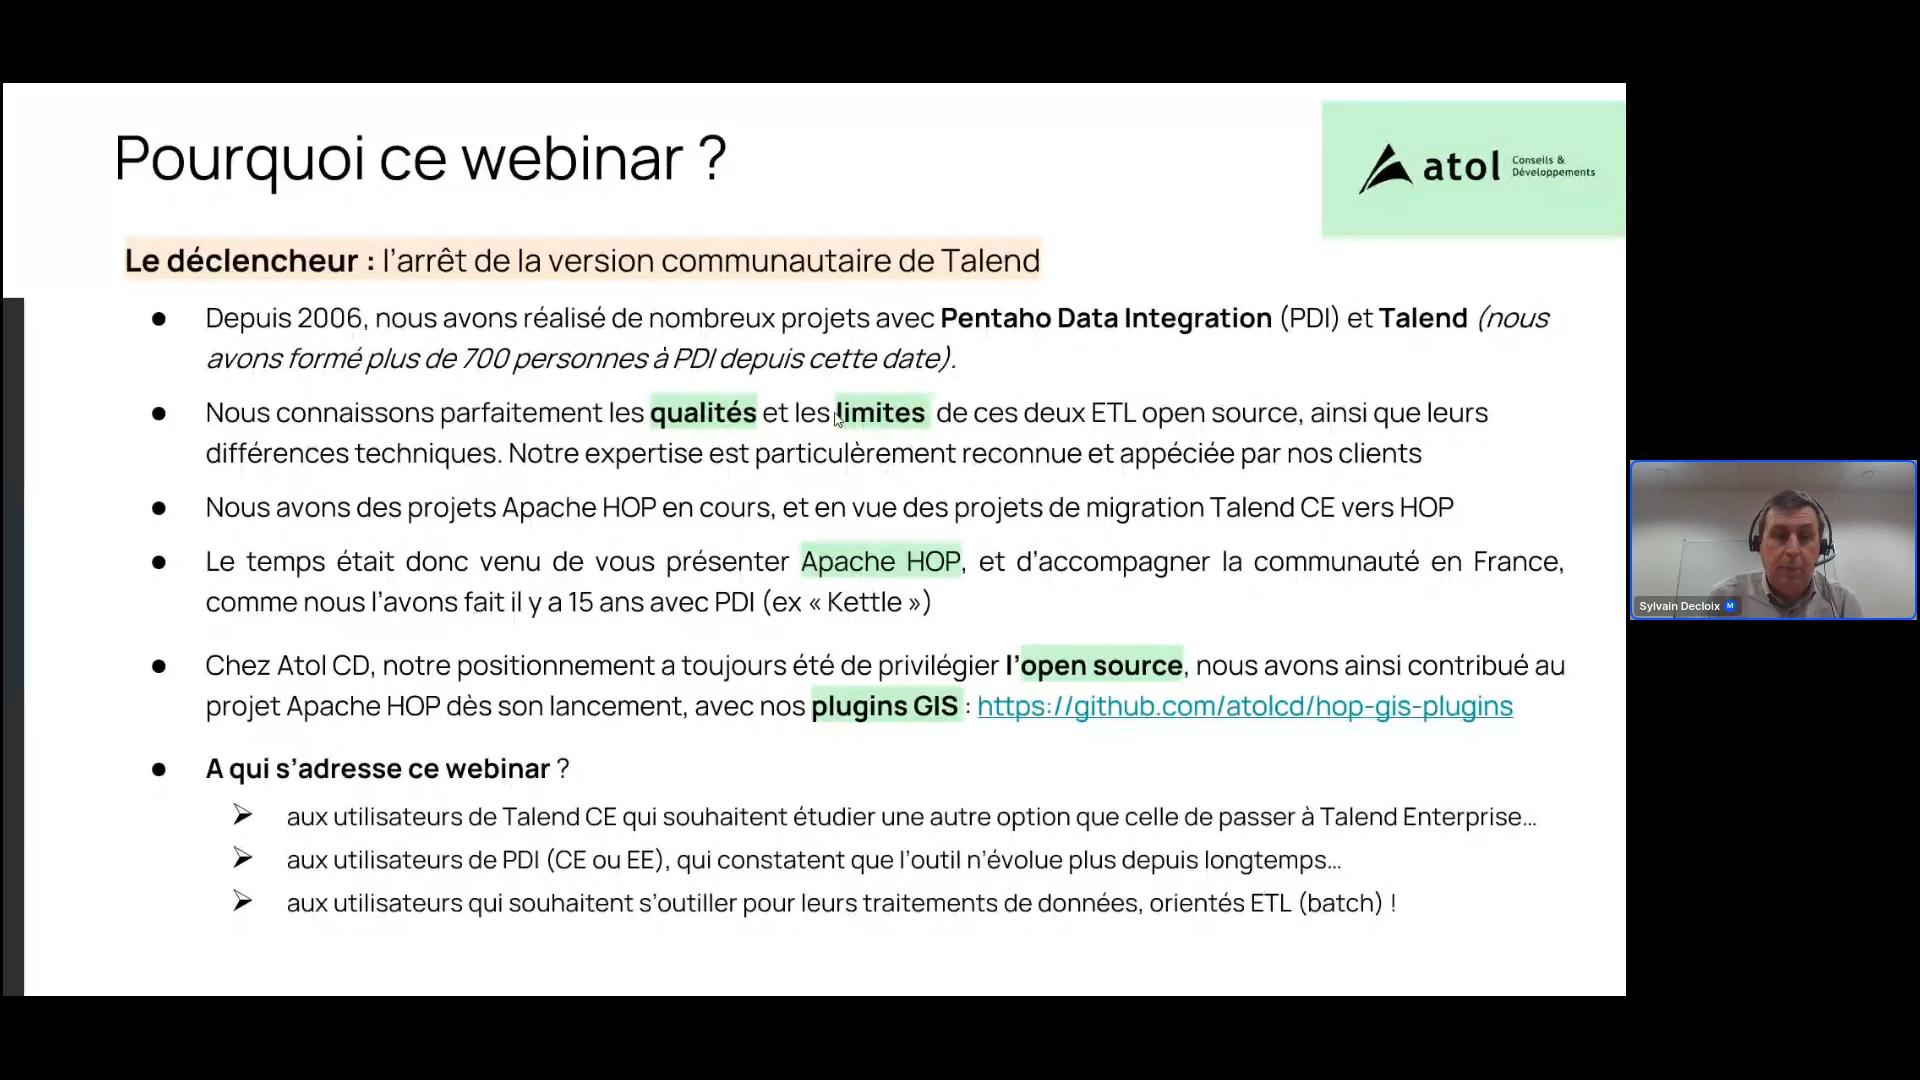 Pourquoi ce webinar ?
atol Conseils &
Développements
Le déclencheur : l’arrêt de la version communautaire de Talend
● Depuis 2006, nous avons réalisé de nombreux projets avec Pentaho Data Integration (PDI) et Talend (nous
avons formé plus de 700 personnes à PDI depuis cette date).
● Nous connaissons parfaitement les qualités et les limites de ces deux ETL open source, ainsi que leurs
différences techniques. Notre expertise est particulèrement reconnue et appéciée par nos clients
● Nous avons des projets Apache HOP en cours, et en vue des projets de migration Talend CE vers HOP
● Le temps était donc venu de vous présenter Apache HOP, et d’accompagner la communauté en France,
comme nous l’avons fait il y a 15 ans avec PDI (ex « Kettle »)
● Chez Atol CD, notre positionnement a toujours été de privilégier l’open source, nous avons ainsi contribué au
projet Apache HOP dès son lancement, avec nos plugins GIS : https://github.com/atolcd/hop-gis-plugins
● A qui s’adresse ce webinar ?
➢ aux utilisateurs de Talend CE qui souhaitent étudier une autre option que celle de passer à Talend Enterprise…
➢ aux utilisateurs de PDI (CE ou EE), qui constatent que l’outil n’évolue plus depuis longtemps…
➢ aux utilisateurs qui souhaitent s’outiller pour leurs traitements de données, orientés ETL (batch) !
Sylvain Decloix M